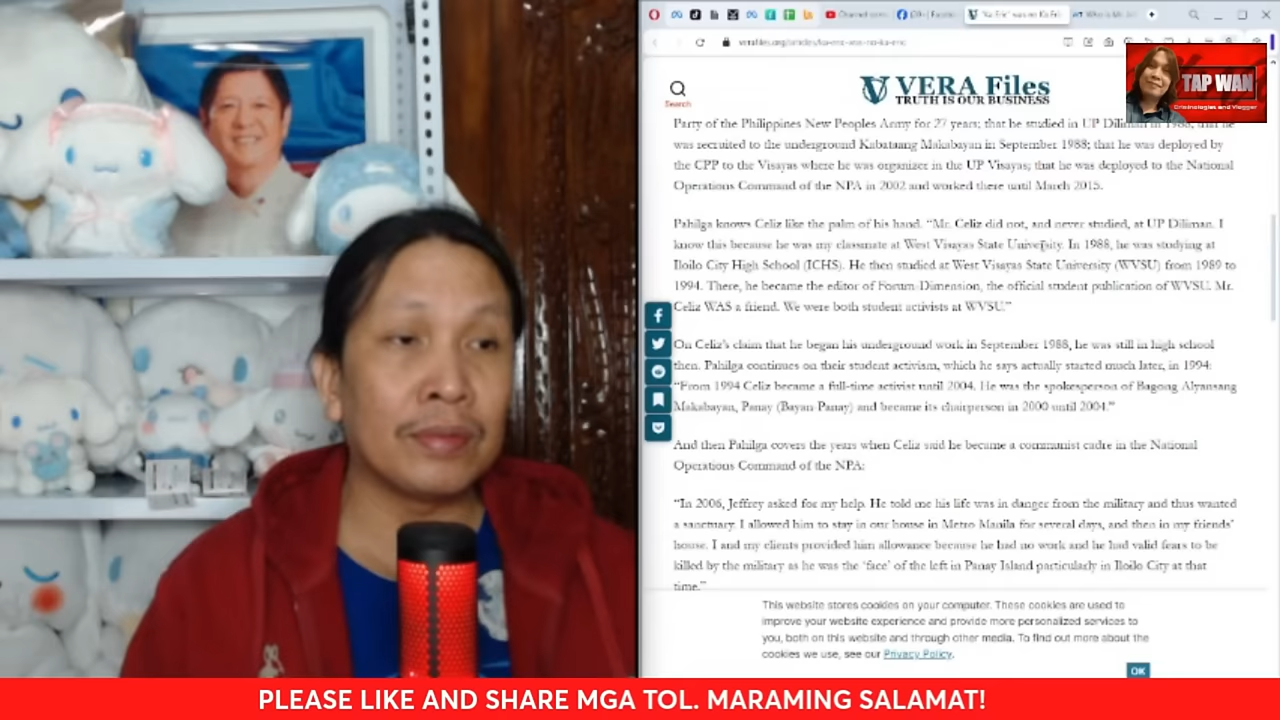 Channel
verafiles.org/articles/ka-eric-was-no-ka-eric
Search
VERA Files
TRUTH IS OUR BUSINESS
TAP WAN
Criminologist and Vlogger
Party of the Philippines New Peoples Army for 27 years; that he studied in UP Diliman in 1988; that he
was recruited to the underground Kabataang Makabayan in September 1988; that he was deployed by
the CPP to the Visayas where he was organizer in the UP Visayas; that he was deployed to the National
Operations Command of the NPA in 2002 and worked there until March 2015.
Pahilga knows Celiz like the palm of his hand. “Mr. Celiz did not, and never studied, at UP Diliman. I
know this because he was my classmate at West Visayas State University. In 1988, he was studying at
Iloilo City High School (ICHS). He then studied at West Visayas State University (WVSU) from 1989 to
1994. There, he became the editor of Forum-Dimension, the official student publication of WVSU. Mr.
Celiz WAS a friend. We were both student activists at WVSU.”
On Celiz’s claim that he began his underground work in September 1988, he was still in high school
then. Pahilga continues on their student activism, which he says actually started much later, in 1994:
“From 1994 Celiz became a full-time activist until 2004. He was the spokesperson of Bagong Alyansang
Makabayan, Panay (Bayan-Panay) and became its chairperson in 2000 until 2004.”
And then Pahilga covers the years when Celiz said he became a communist cadre in the National
Operations Command of the NPA:
“In 2006, Jeffrey asked for my help. He told me his life was in danger from the military and thus wanted
a sanctuary. I allowed him to stay in our house in Metro Manila for several days, and then in my friends’
house. I and my clients provided him allowance because he had no work and he had valid fears to be
killed by the military as he was the ‘face’ of the left in Panay Island particularly in Iloilo City at that
time.”
This website stores cookies on your computer. These cookies are used to
improve your website experience and provide more personalized services to
you, both on this website and through other media. To find out more about the
cookies we use, see our Privacy Policy.
OK
PLEASE LIKE AND SHARE MGA TOL. MARAMING SALAMAT!